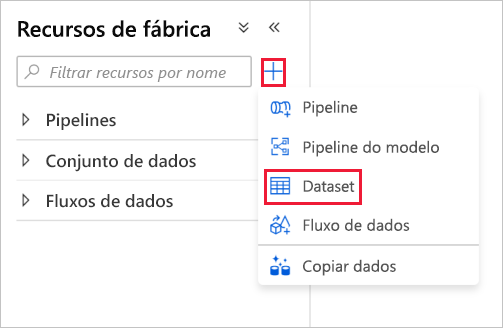 Recursos de fábrica
Filtrar recursos por nome
Pipelines
Conjunto de dados
Fluxos de dados
Pipeline
Pipeline do modelo
Dataset
Fluxo de dados
Copiar dados